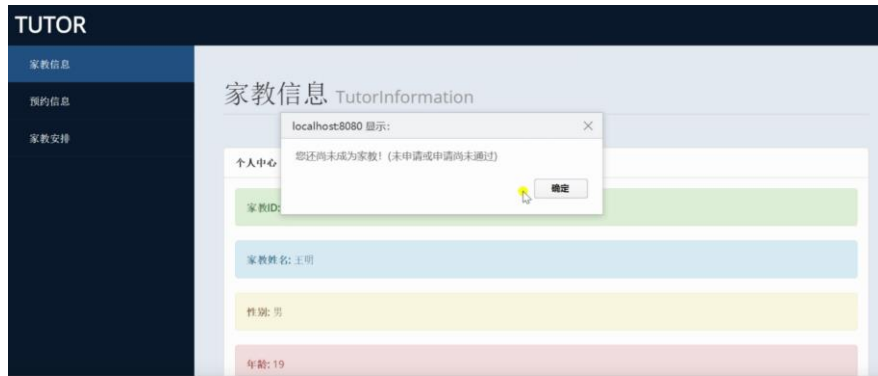 TUTOR
家教信息
预约信息
家教安排
家教信息 TutorInformation
localhost:8080 显示:
您还尚未成为家教!(未申请或申请尚未通过)
确定
个人中心
家教ID:
家教姓名: 王明
性别: 男
年龄: 19